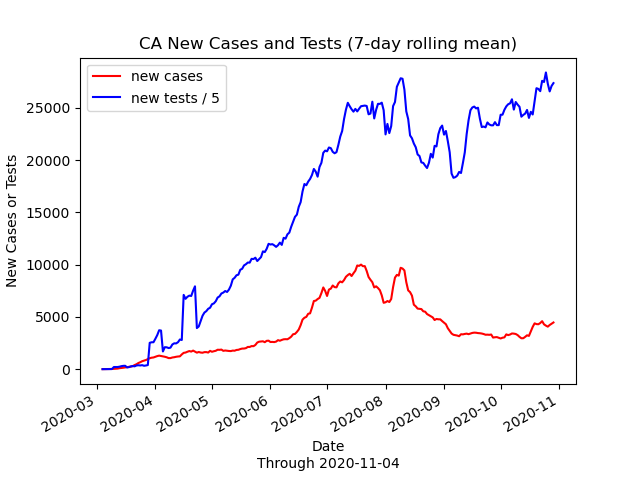 CA New Cases and Tests (7-day rolling mean)
new cases
new tests / 5
New Cases or Tests
25000
20000
15000
10000
5000
0
2020-03
2020-04
2020-05
2020-06
2020-07
2020-08
2020-09
2020-10
2020-11
Date
Through 2020-11-04